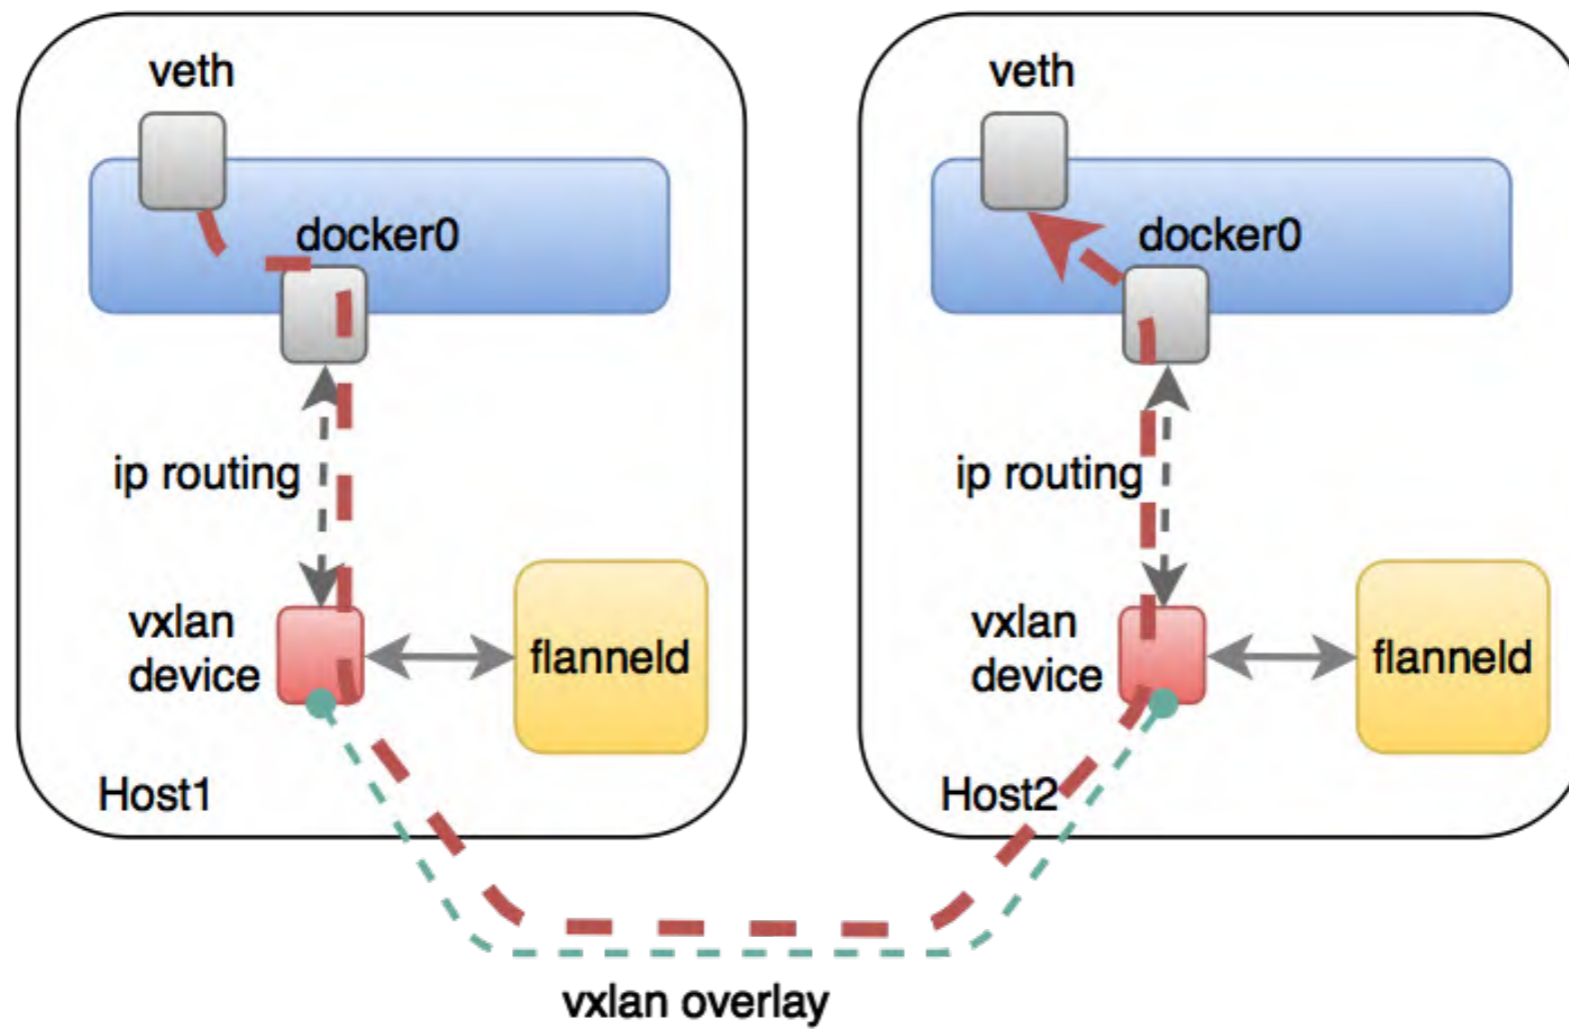 veth
docker0
ip routing
vxlan
device
flanneld
Host1
veth
docker0
ip routing
vxlan
device
flanneld
Host2
vxlan overlay